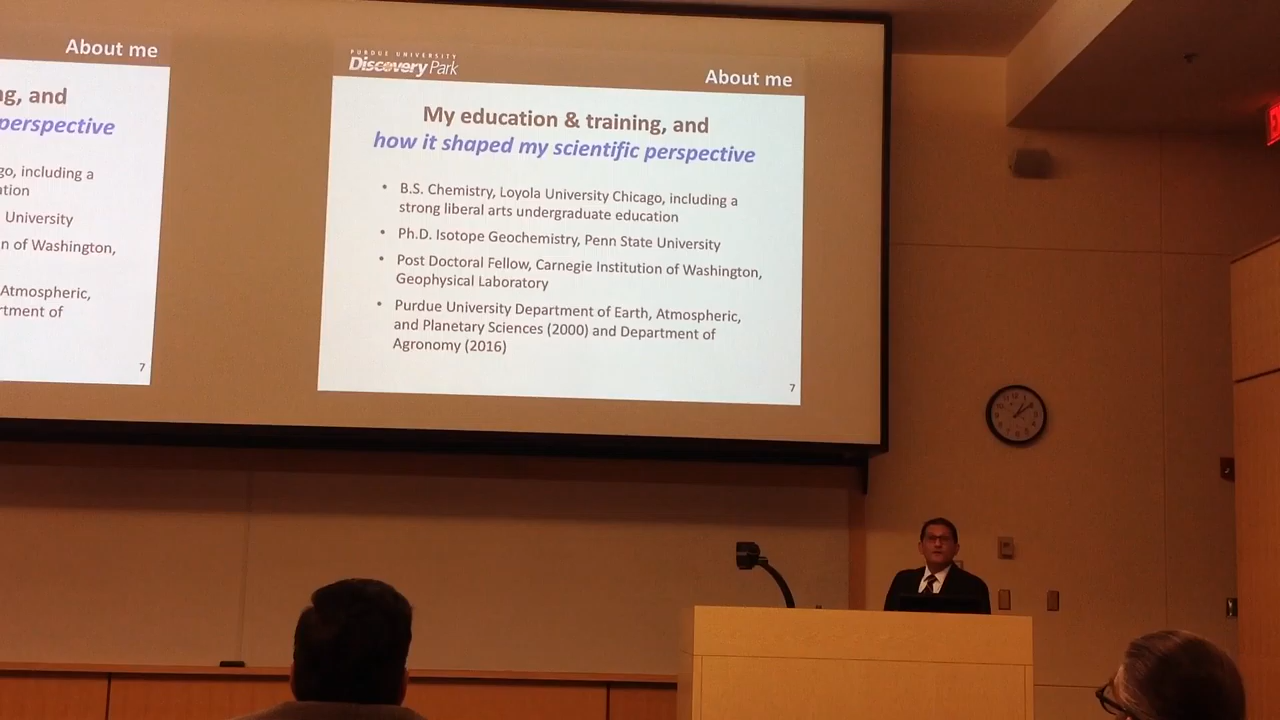 About me
ng, and
perspective
go, including a
ation
University
n of Washington,
Atmospheric,
rtment of
7
PURDUE UNIVERSITY
Discovery Park
About me
My education & training, and
how it shaped my scientific perspective
• B.S. Chemistry, Loyola University Chicago, including a
strong liberal arts undergraduate education
• Ph.D. Isotope Geochemistry, Penn State University
• Post Doctoral Fellow, Carnegie Institution of Washington,
Geophysical Laboratory
• Purdue University Department of Earth, Atmospheric,
and Planetary Sciences (2000) and Department of
Agronomy (2016)
7